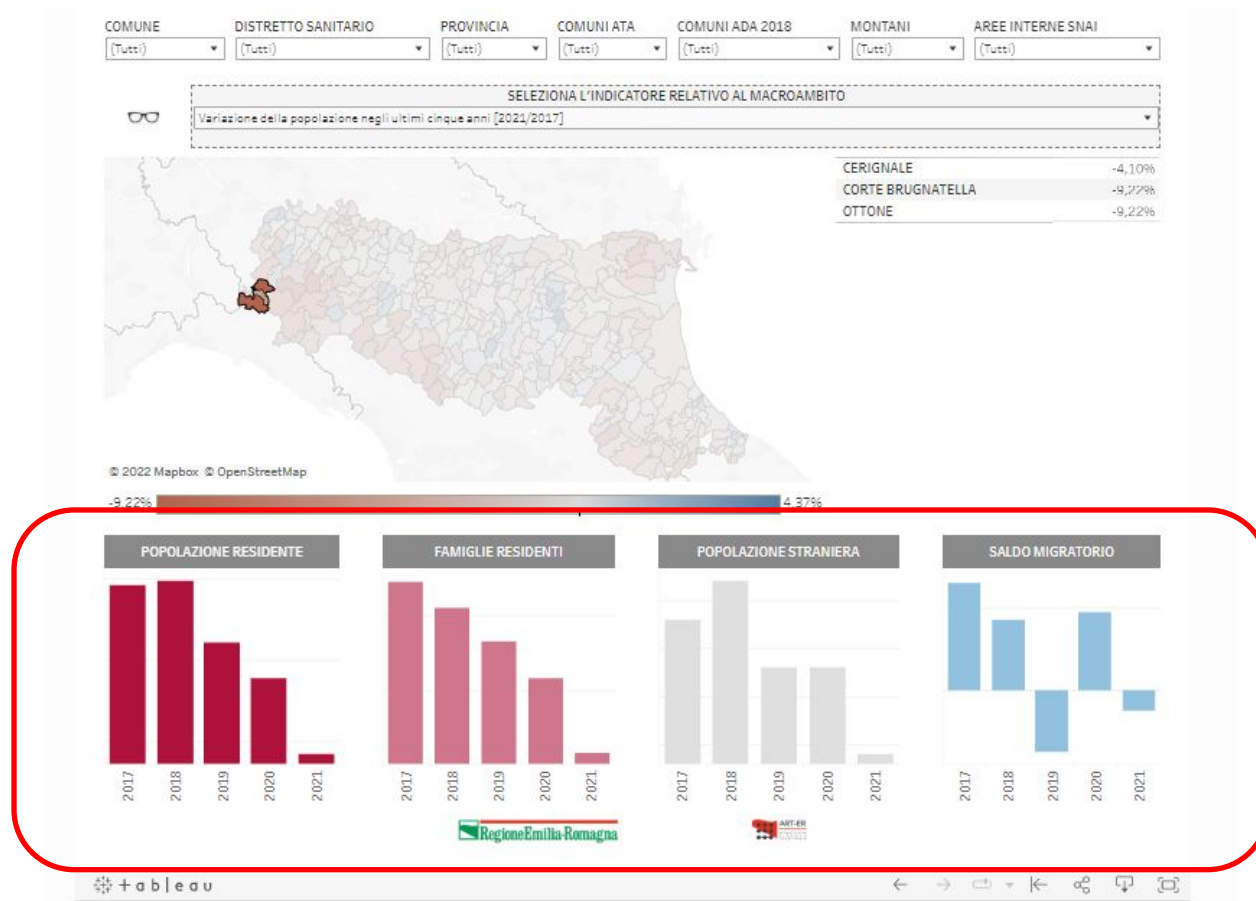 COMUNE DISTRETTO SANITARIO PROVINCIA COMUNI ATA COMUNI ADA 2018 MONTANI AREE INTERNE SNAI
(Tutti) (Tutti) (Tutti) (Tutti) (Tutti) (Tutti) (Tutti)
SELEZIONA L'INDICATORE RELATIVO AL MACROAMBITO
Variazione della popolazione negli ultimi cinque anni [2021/2017]
CERIGNALE -4,10%
CORTE BRUGNATELLA -9,22%
OTTONE -9,22%
© 2022 Mapbox © OpenStreetMap
-9.22% 4.37%
POPOLAZIONE RESIDENTE FAMIGLIE RESIDENTI POPOLAZIONE STRANIERA SALDO MIGRATORIO
2017 2018 2019 2020 2021 2017 2018 2019 2020 2021 2017 2018 2019 2020 2021 2017 2018 2019 2020 2021
RegioneEmilia-Romagna ART-ER
+ableau